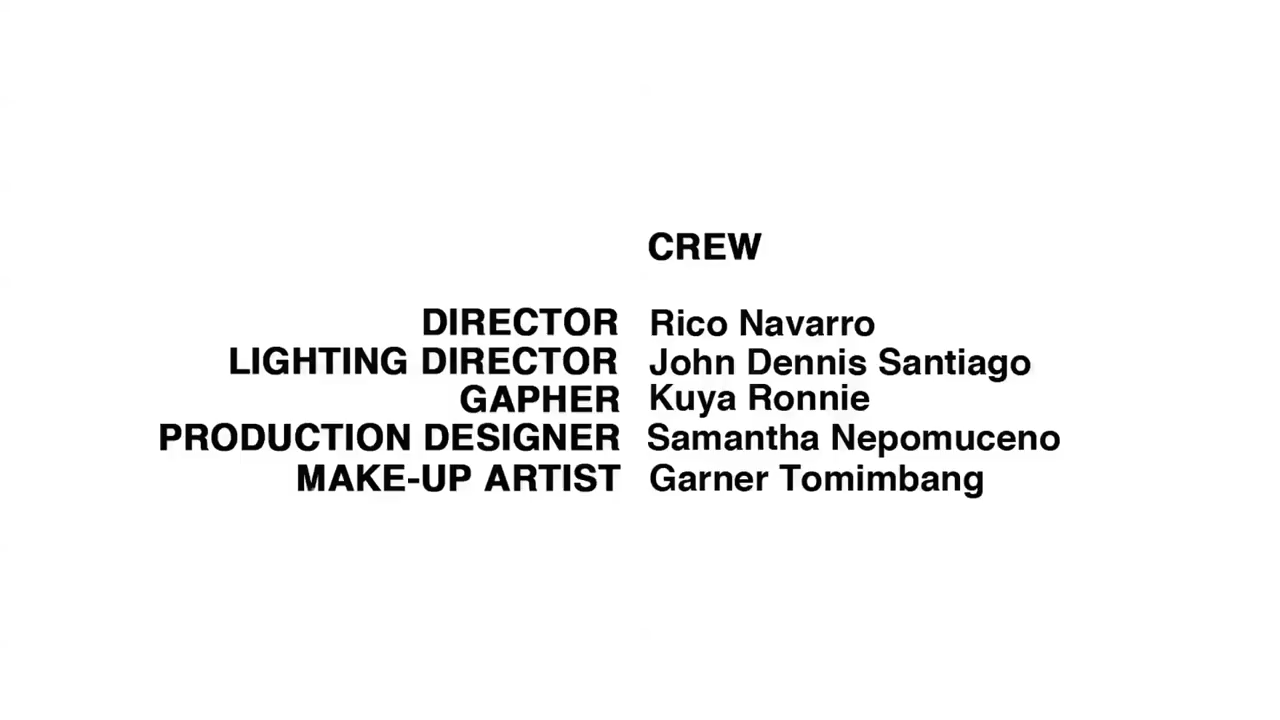 CREW
DIRECTOR Rico Navarro
LIGHTING DIRECTOR John Dennis Santiago
GAPHER Kuya Ronnie
PRODUCTION DESIGNER Samantha Nepomuceno
MAKE-UP ARTIST Garner Tomimbang